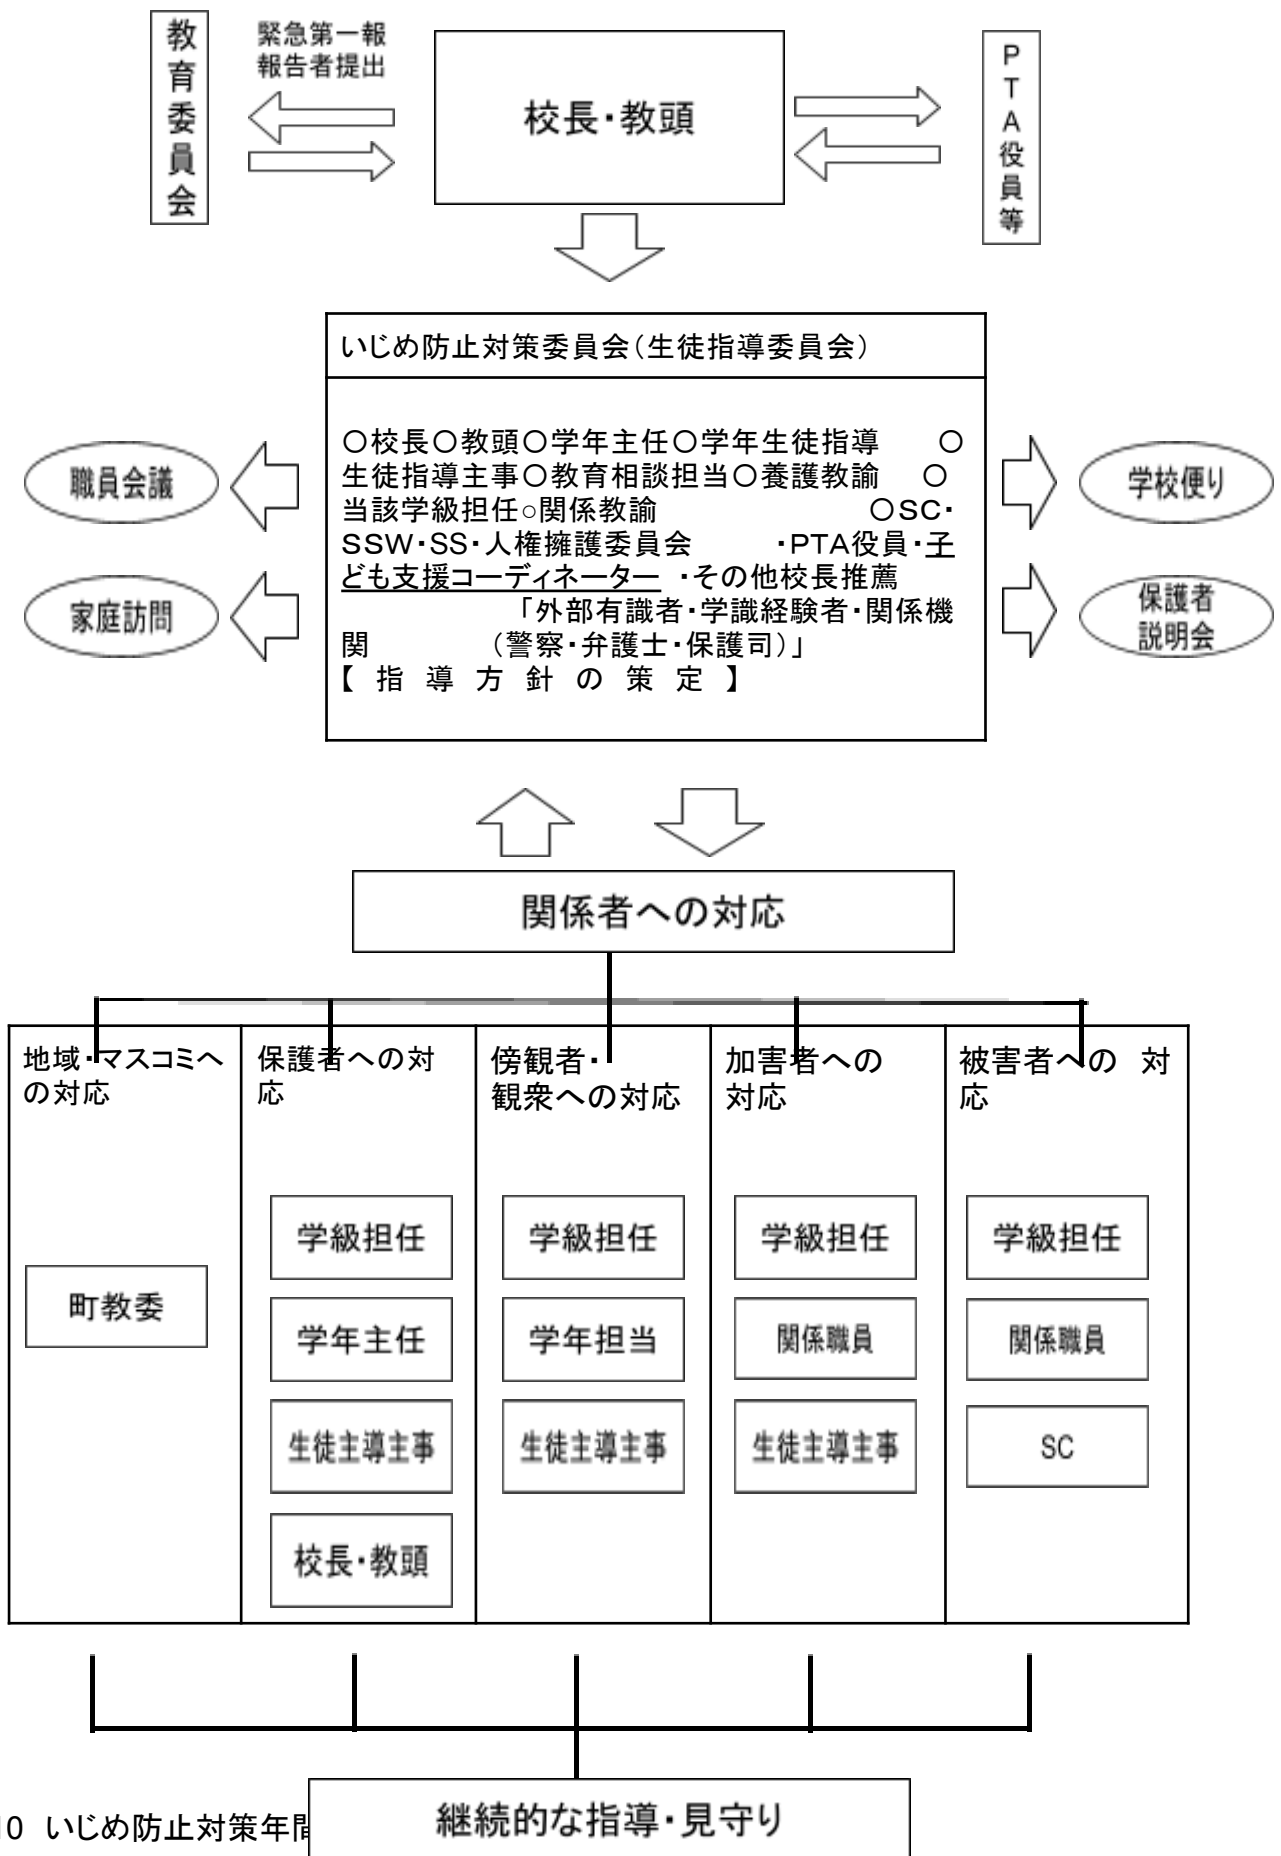 教育委員会
緊急第一報
報告者提出
校長・教頭
PTA役員等
いじめ防止対策委員会(生徒指導委員会)
〇校長〇教頭〇学年主任〇学年生徒指導 〇
生徒指導主事〇教育相談担当〇養護教諭 〇
当該学級担任○関係教諭 〇SC・
SSW・SS・人権擁護委員会 ・PTA役員・子
ども支援コーディネーター ・その他校長推薦
「外部有識者・学識経験者・関係機
関 (警察・弁護士・保護司)」
【 指 導 方 針 の 策 定 】
職員会議
家庭訪問
学校便り
保護者
説明会
関係者への対応
地域・マスコミへ
の対応
町教委
保護者への対
応
学級担任
学年主任
生徒主導主事
校長・教頭
傍観者・
観衆への対応
学級担任
学年担当
生徒主導主事
加害者への
対応
学級担任
関係職員
生徒主導主事
被害者への 対
応
学級担任
関係職員
SC
継続的な指導・見守り
0 いじめ防止対策年間